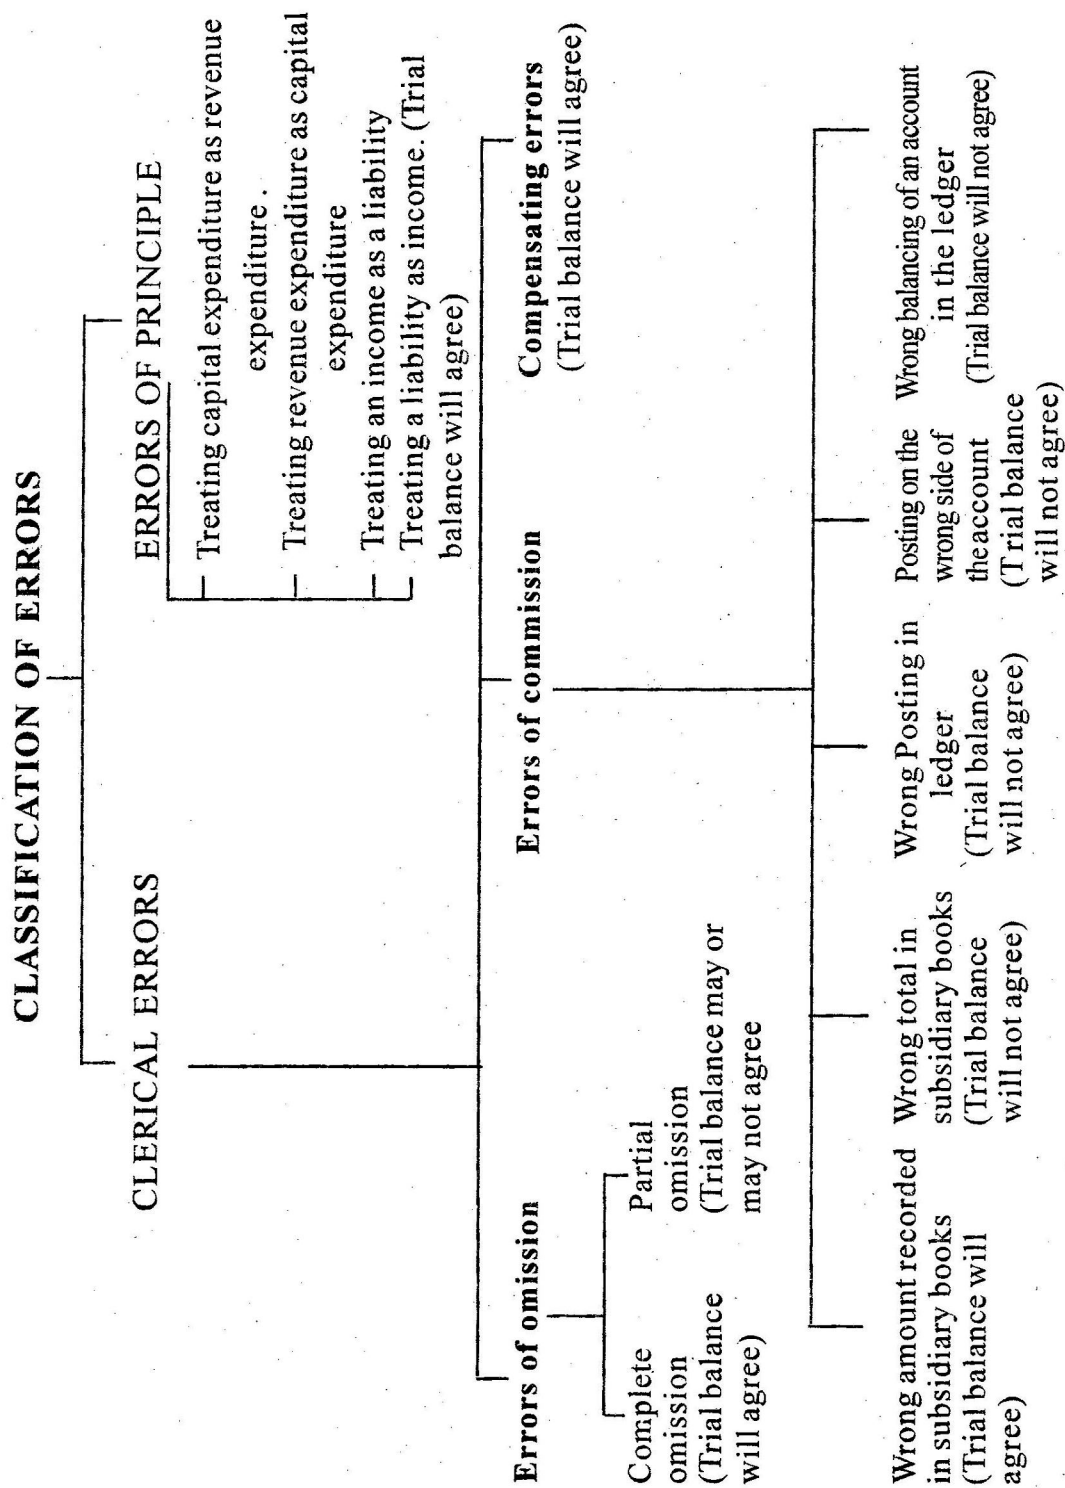 CLASSIFICATION OF ERRORS
CLERICAL ERRORS
ERRORS OF PRINCIPLE
Treating capital expenditure as revenue
expenditure .
Treating revenue expenditure as capital
expenditure
Treating an income as a liability
Treating a liability as income. (Trial
balance will agree)
Errors of omission
Errors of commission
Compensating errors
(Trial balance will agree)
Complete
omission
(Trial balance
will agree)
Partial
omission
(Trial balance may or
may not agree
Wrong amount recorded
in subsidiary books
(Trial balance will
agree)
Wrong total in
subsidiary books
(Trial balance
will not agree)
Wrong Posting in
ledger
(Trial balance
will not agree)
Posting on the
wrong side of
theaccount
(Trial balance
will not agree)
Wrong balancing of an account
in the ledger
(Trial balance will not agree)